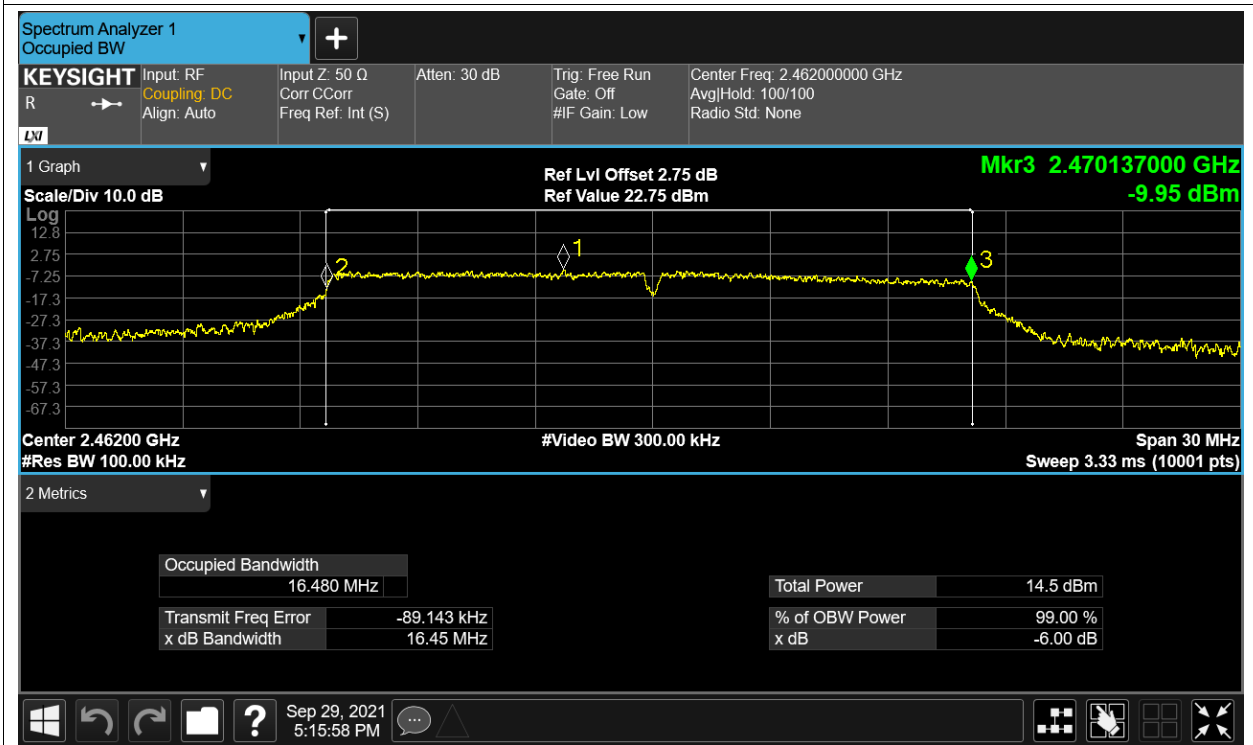 Spectrum Analyzer 1
Occupied BW
KEYSIGHT
R
LXI
Input: RF
Coupling: DC
Align: Auto
Input Z: 50 Ω
Corr CCorr
Freq Ref: Int (S)
Atten: 30 dB
Trig: Free Run
Gate: Off
#IF Gain: Low
Center Freq: 2.462000000 GHz
Avg|Hold: 100/100
Radio Std: None
1 Graph
Scale/Div 10.0 dB
Ref Lvl Offset 2.75 dB
Ref Value 22.75 dBm
Mkr3 2.470137000 GHz
-9.95 dBm
Log
12.8
2.75
-7.25
-17.3
-27.3
-37.3
-47.3
-57.3
-67.3
2
1
3
Center 2.46200 GHz
#Video BW 300.00 kHz
Span 30 MHz
#Res BW 100.00 kHz
Sweep 3.33 ms (10001 pts)
2 Metrics
Occupied Bandwidth
16.480 MHz
Total Power 14.5 dBm
Transmit Freq Error -89.143 kHz
% of OBW Power 99.00 %
x dB Bandwidth 16.45 MHz
x dB -6.00 dB
?
Sep 29, 2021
5:15:58 PM